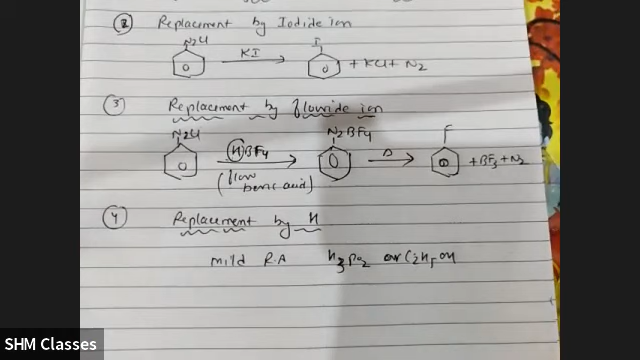 ② Replacement by Iodide ion
N₂Cl KI → I + KCl + N₂
③ Replacement by flouride ion
N₂Cl HBF₄ → N₂BF₄ Δ → F + BF₃ + N₂
(flouro boric acid)
④ Replacement by H
mild R.A H₃PO₂ or C₂H₅OH
SHM Classes